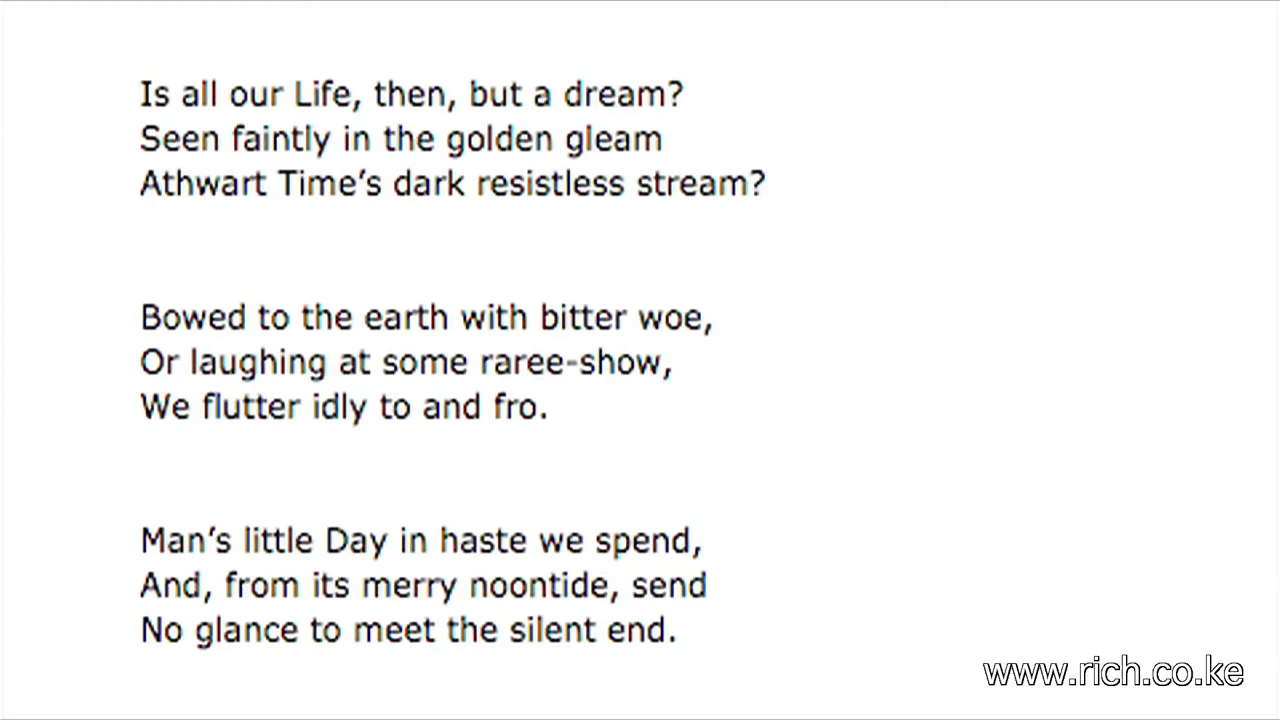 Is all our Life, then, but a dream?
Seen faintly in the golden gleam
Athwart Time’s dark resistless stream?
Bowed to the earth with bitter woe,
Or laughing at some raree-show,
We flutter idly to and fro.
Man’s little Day in haste we spend,
And, from its merry noontide, send
No glance to meet the silent end.
www.rich.co.ke